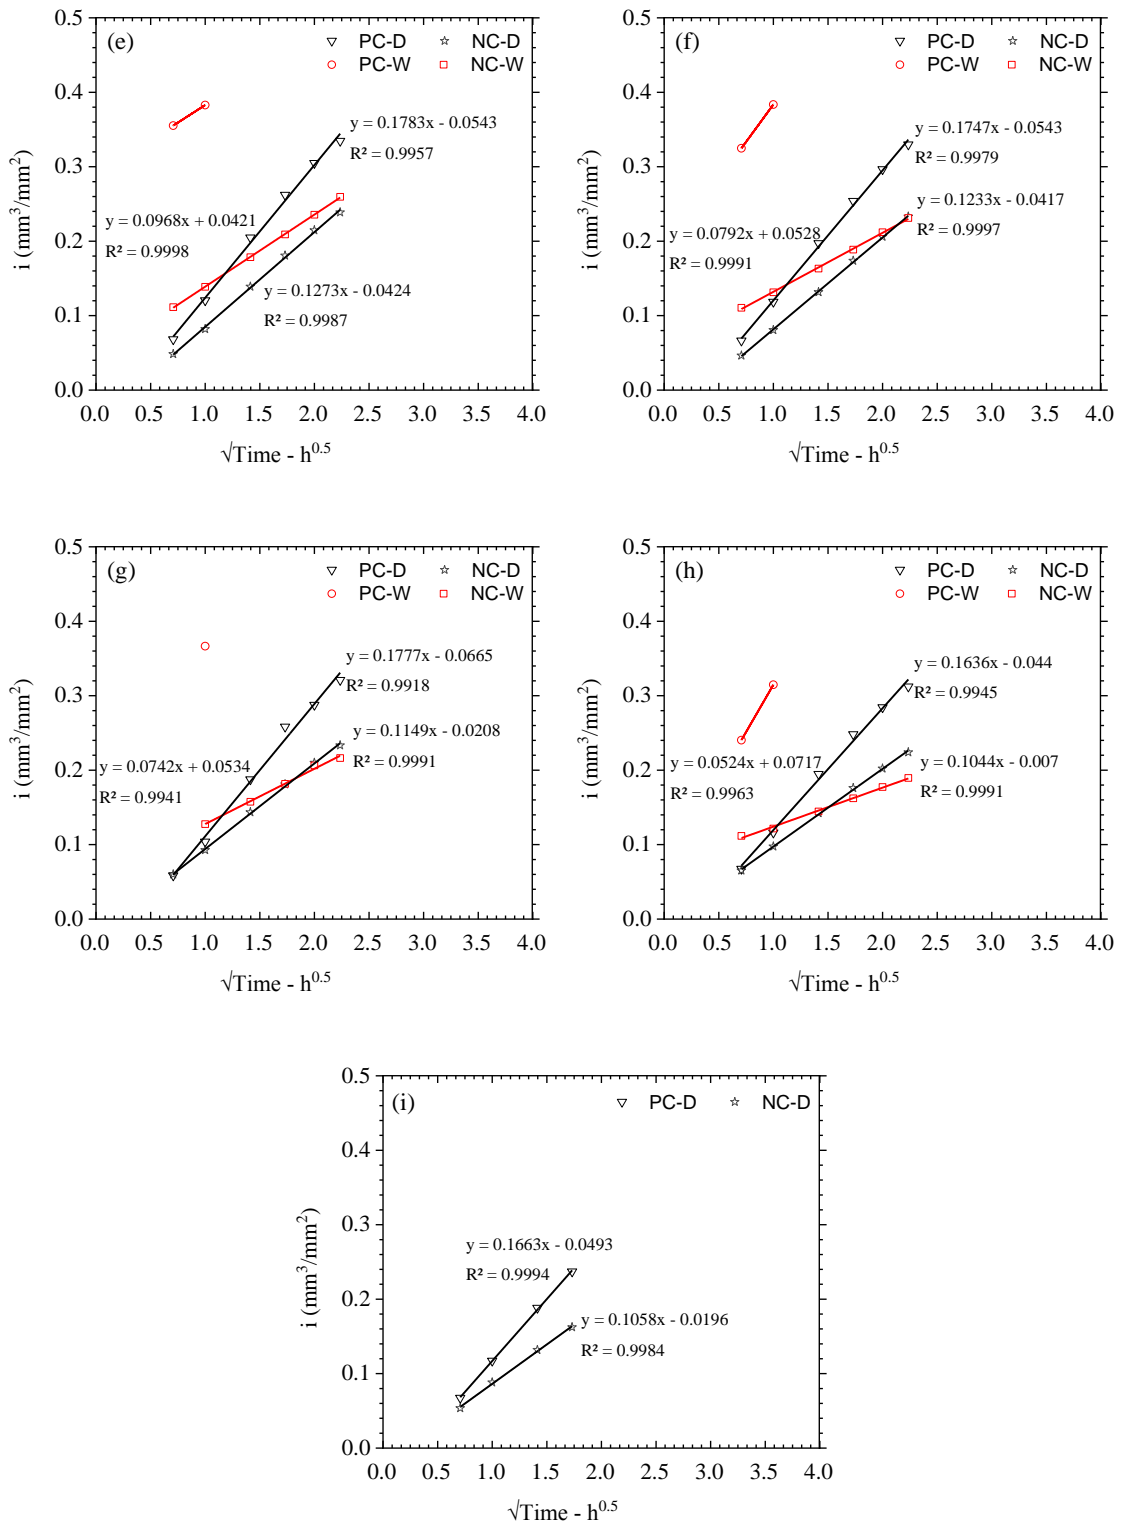 (e)
PC-D NC-D
PC-W NC-W
0.5
0.4
0.3
0.2
0.1
0.0
i (mm³/mm²)
y = 0.1783x - 0.0543
R² = 0.9957
y = 0.0968x + 0.0421
R² = 0.9998
y = 0.1273x - 0.0424
R² = 0.9987
0.0 0.5 1.0 1.5 2.0 2.5 3.0 3.5 4.0
√Time - h^0.5
(f)
PC-D NC-D
PC-W NC-W
0.5
0.4
0.3
0.2
0.1
0.0
i (mm³/mm²)
y = 0.1747x - 0.0543
R² = 0.9979
y = 0.1233x - 0.0417
R² = 0.9997
y = 0.0792x + 0.0528
R² = 0.9991
0.0 0.5 1.0 1.5 2.0 2.5 3.0 3.5 4.0
√Time - h^0.5
(g)
PC-D NC-D
PC-W NC-W
0.5
0.4
0.3
0.2
0.1
0.0
i (mm³/mm²)
y = 0.1777x - 0.0665
R² = 0.9918
y = 0.1149x - 0.0208
R² = 0.9991
y = 0.0742x + 0.0534
R² = 0.9941
0.0 0.5 1.0 1.5 2.0 2.5 3.0 3.5 4.0
√Time - h^0.5
(h)
PC-D NC-D
PC-W NC-W
0.5
0.4
0.3
0.2
0.1
0.0
i (mm³/mm²)
y = 0.1636x - 0.044
R² = 0.9945
y = 0.0524x + 0.0717
R² = 0.9963
y = 0.1044x - 0.007
R² = 0.9991
0.0 0.5 1.0 1.5 2.0 2.5 3.0 3.5 4.0
√Time - h^0.5
(i)
PC-D NC-D
0.5
0.4
0.3
0.2
0.1
0.0
i (mm³/mm²)
y = 0.1663x - 0.0493
R² = 0.9994
y = 0.1058x - 0.0196
R² = 0.9984
0.0 0.5 1.0 1.5 2.0 2.5 3.0 3.5 4.0
√Time - h^0.5